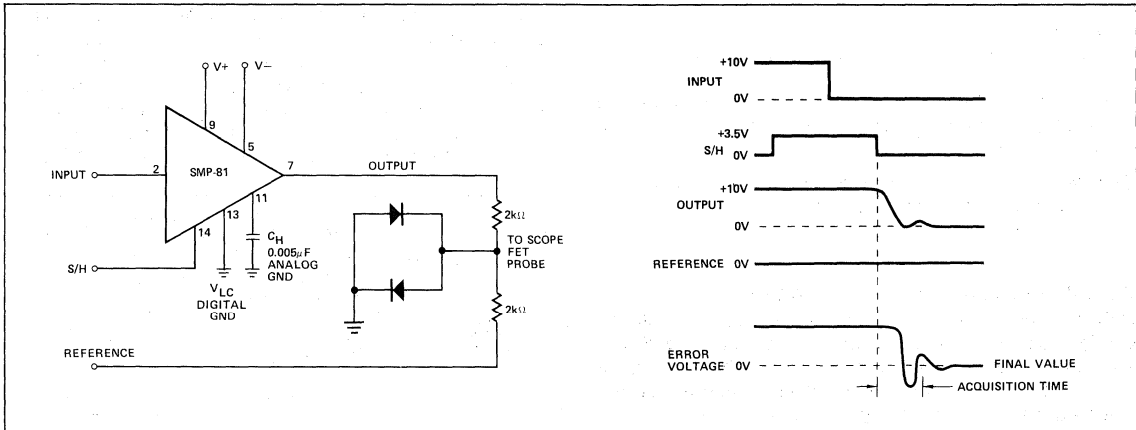 V+
V–
9
5
2
SMP-81
7
OUTPUT
INPUT
11
13
14
C_H
0.005µF
ANALOG
GND
S/H
V_LC
DIGITAL
GND
2kΩ
TO SCOPE
FET
PROBE
2kΩ
REFERENCE
+10V
INPUT
0V
+3.5V
S/H
0V
+10V
OUTPUT
0V
REFERENCE 0V
ERROR
VOLTAGE 0V
FINAL VALUE
ACQUISITION TIME